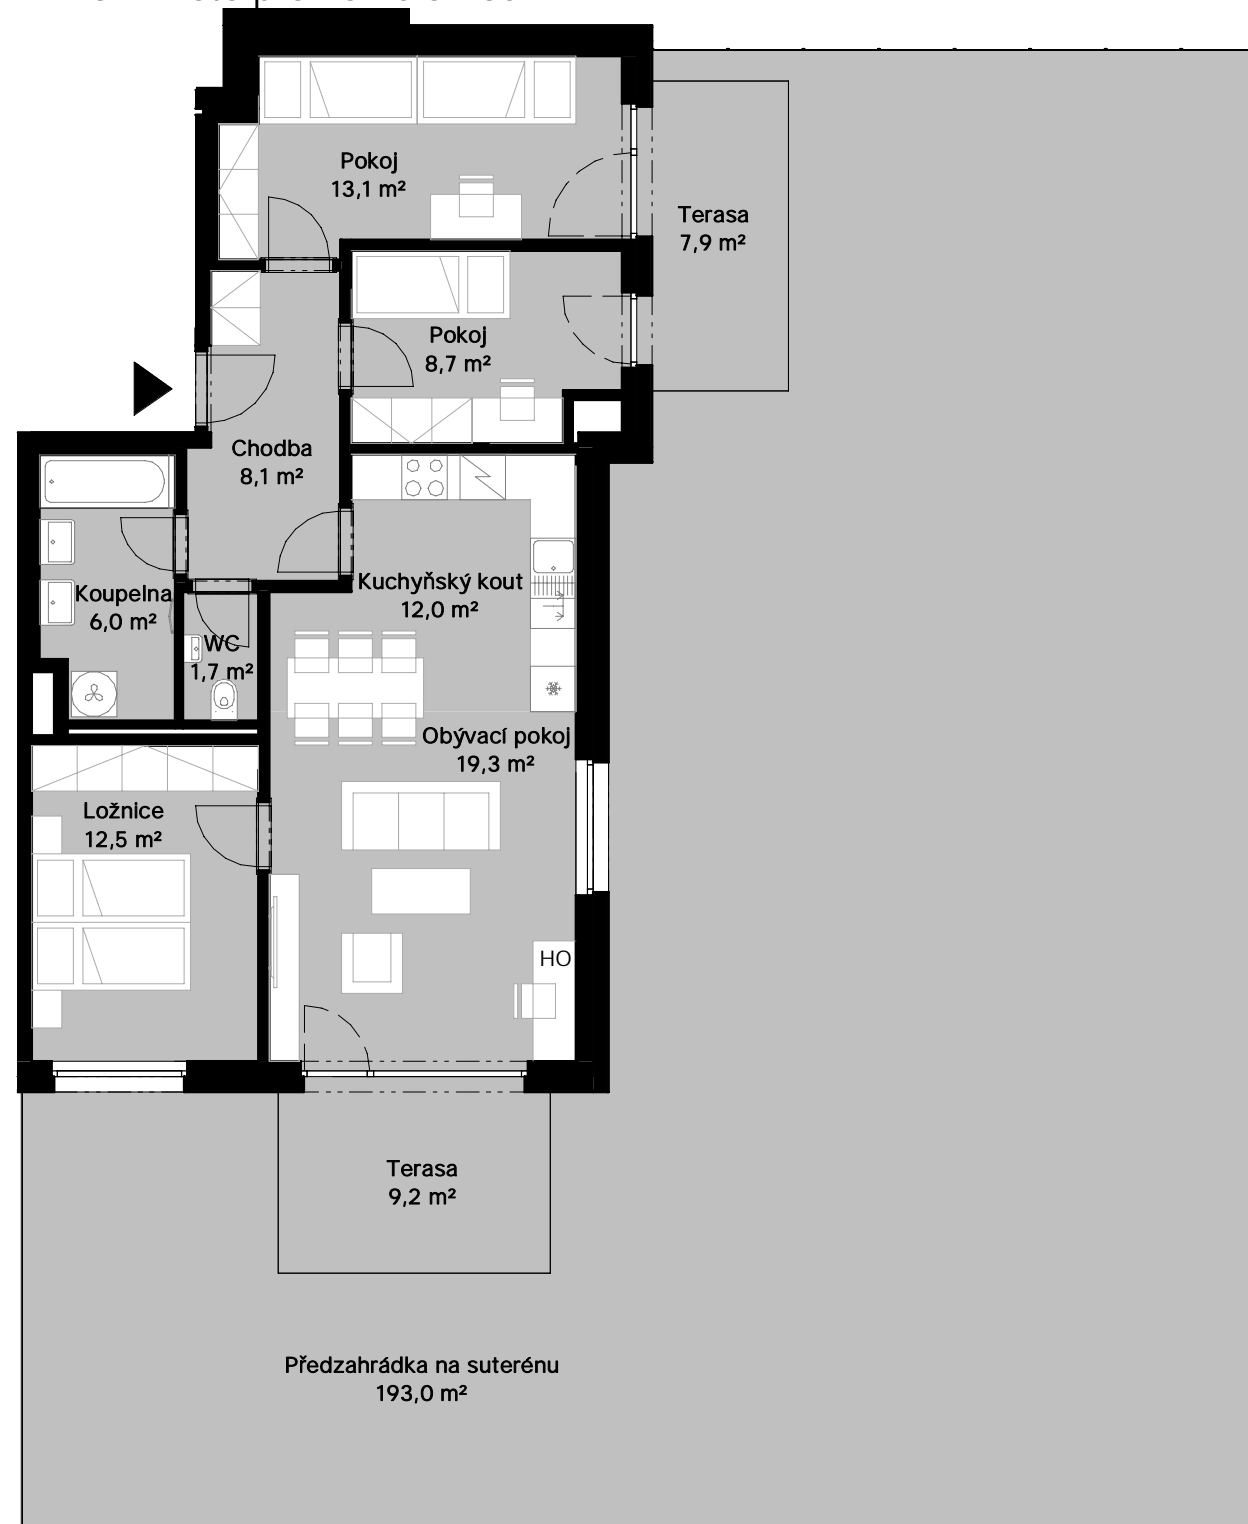 Pokoj
13,1 m²
Terasa
7,9 m²
Pokoj
8,7 m²
Chodba
8,1 m²
Kuchyňský kout
12,0 m²
Koupelna
6,0 m²
WC
1,7 m²
Obývací pokoj
19,3 m²
Ložnice
12,5 m²
HO
Terasa
9,2 m²
Předzahrádka na suterénu
193,0 m²